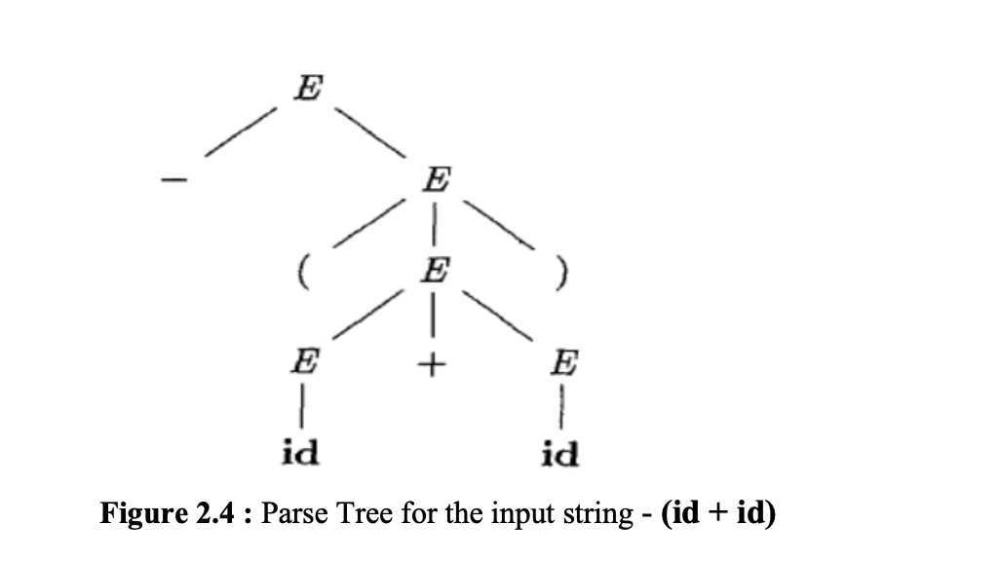 E
– E
( E )
E + E
id id
Figure 2.4 : Parse Tree for the input string - (id + id)